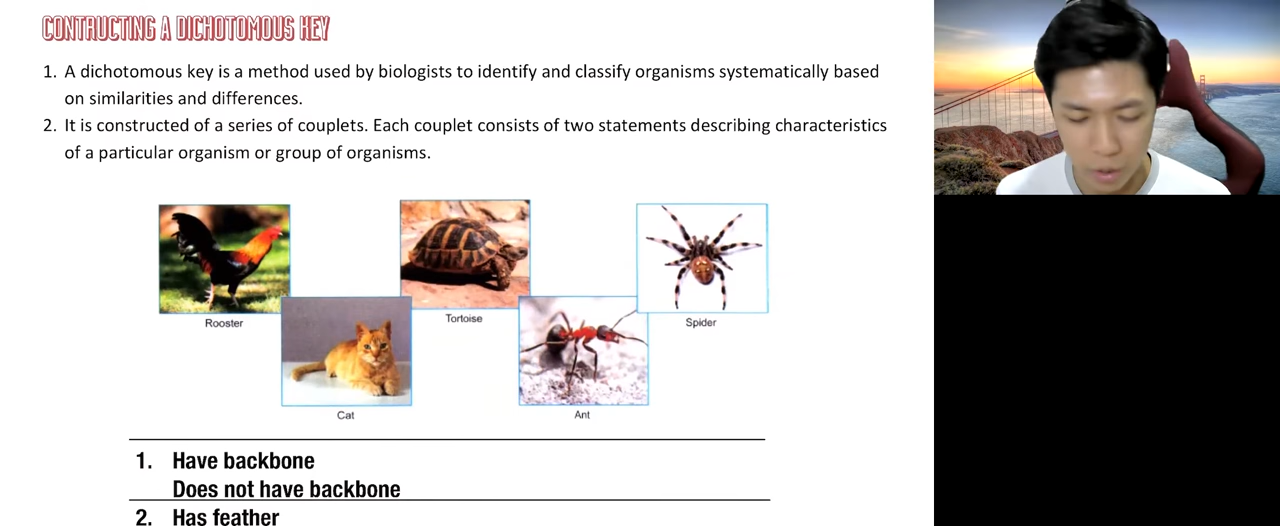 CONTRUCTING A DICHOTOMOUS KEY
1. A dichotomous key is a method used by biologists to identify and classify organisms systematically based
on similarities and differences.
2. It is constructed of a series of couplets. Each couplet consists of two statements describing characteristics
of a particular organism or group of organisms.
Rooster
Tortoise
Spider
Cat
Ant
1. Have backbone
Does not have backbone
2. Has feather